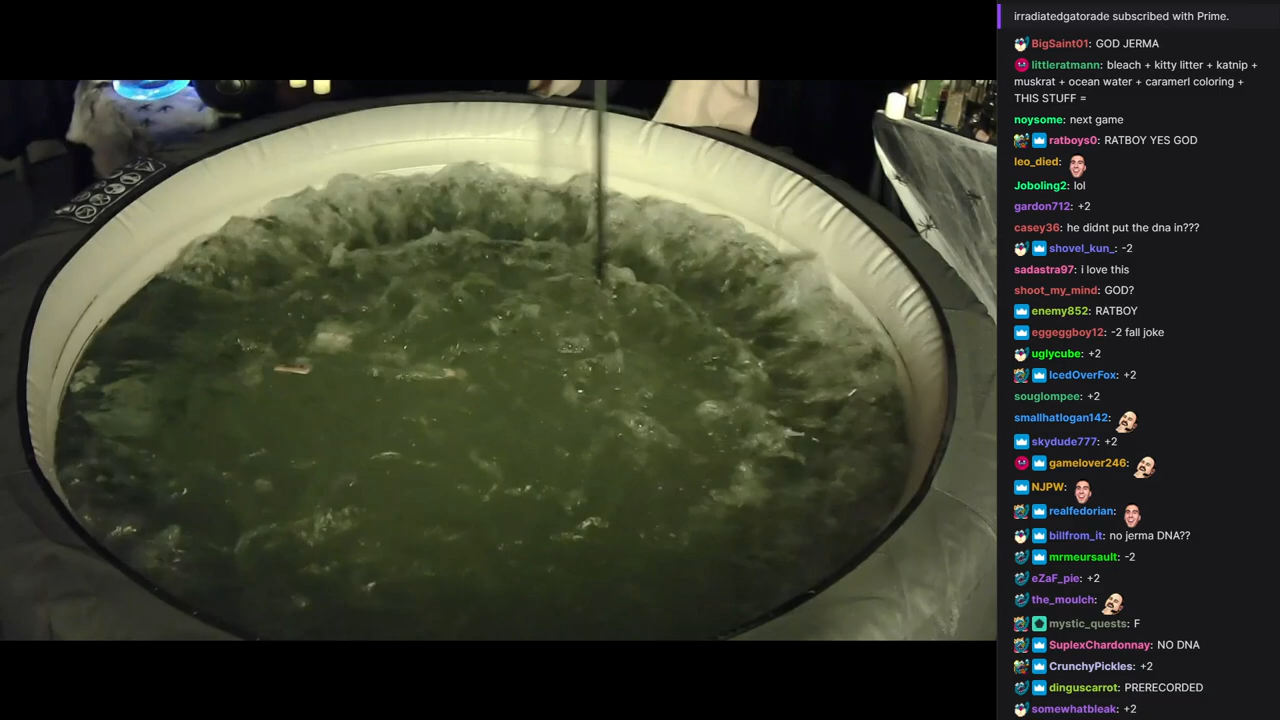 irradiatedgatorade subscribed with Prime.
BigSaint01: GOD JERMA
littleratmann: bleach + kitty litter + katnip +
muskrat + ocean water + caramerl coloring +
THIS STUFF =
noysome: next game
ratboys0: RATBOY YES GOD
leo_died:
Joboling2: lol
gardon712: +2
casey36: he didnt put the dna in???
shovel_kun_: -2
sadastra97: i love this
shoot_my_mind: GOD?
enemy852: RATBOY
eggeggboy12: -2 fall joke
uglycube: +2
IcedOverFox: +2
souglompee: +2
smallhatlogan142:
skydude777: +2
gamelover246:
NJPW:
realfedorian:
billfrom_it: no jerma DNA??
mrmeursault: -2
eZaF_pie: +2
the_moulch:
mystic_quests: F
SuplexChardonnay: NO DNA
CrunchyPickles: +2
dinguscarrot: PRERECORDED
somewhatbleak: +2